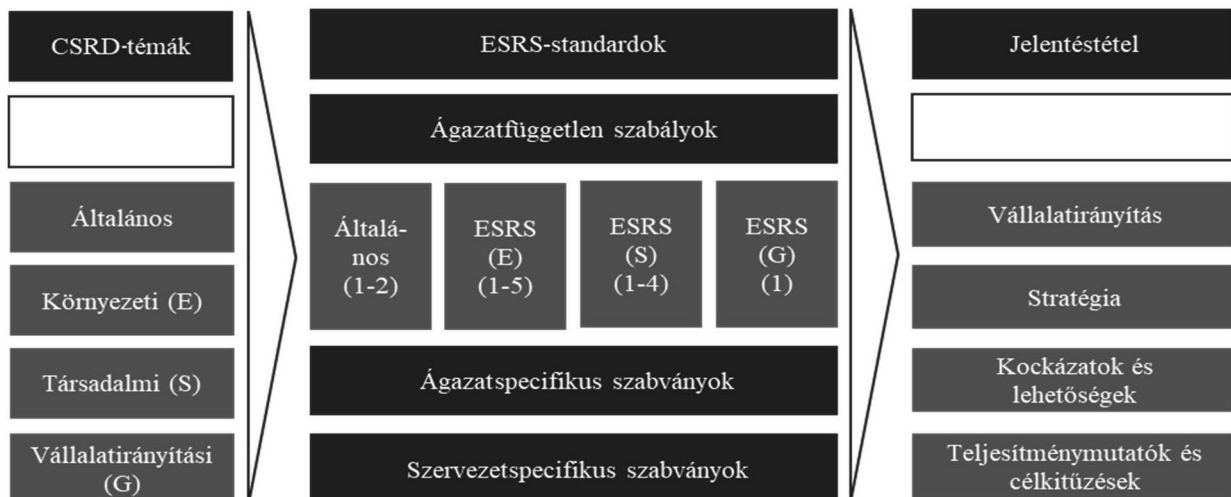 CSRD-témák
Általános
Környezeti (E)
Társadalmi (S)
Vállalatirányítási
(G)
ESRS-standardok
Ágazatfüggetlen szabályok
Általá-
nos
(1-2)
ESRS
(E)
(1-5)
ESRS
(S)
(1-4)
ESRS
(G)
(1)
Ágazatspecifikus szabványok
Szervezetspecifikus szabványok
Jelentéstétel
Vállalatirányítás
Stratégia
Kockázatok és
lehetőségek
Teljesítménymutatók és
célkitűzések